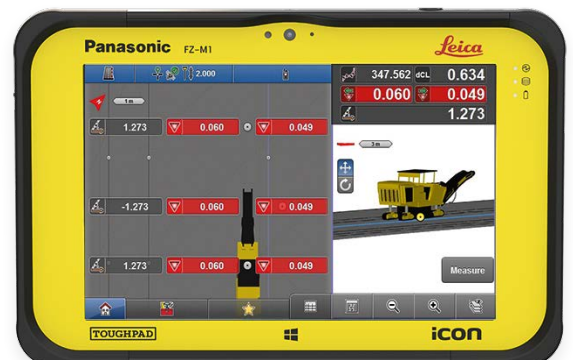 Panasonic FZ-M1
Leica
2.000
347.562 dCL 0.634
0.060 0.049
1.273
1 m
1.273 0.060 0.049
3 m
-1.273 0.060 0.049
1.273 0.060 0.049
Measure
TOUGHPAD
iCON